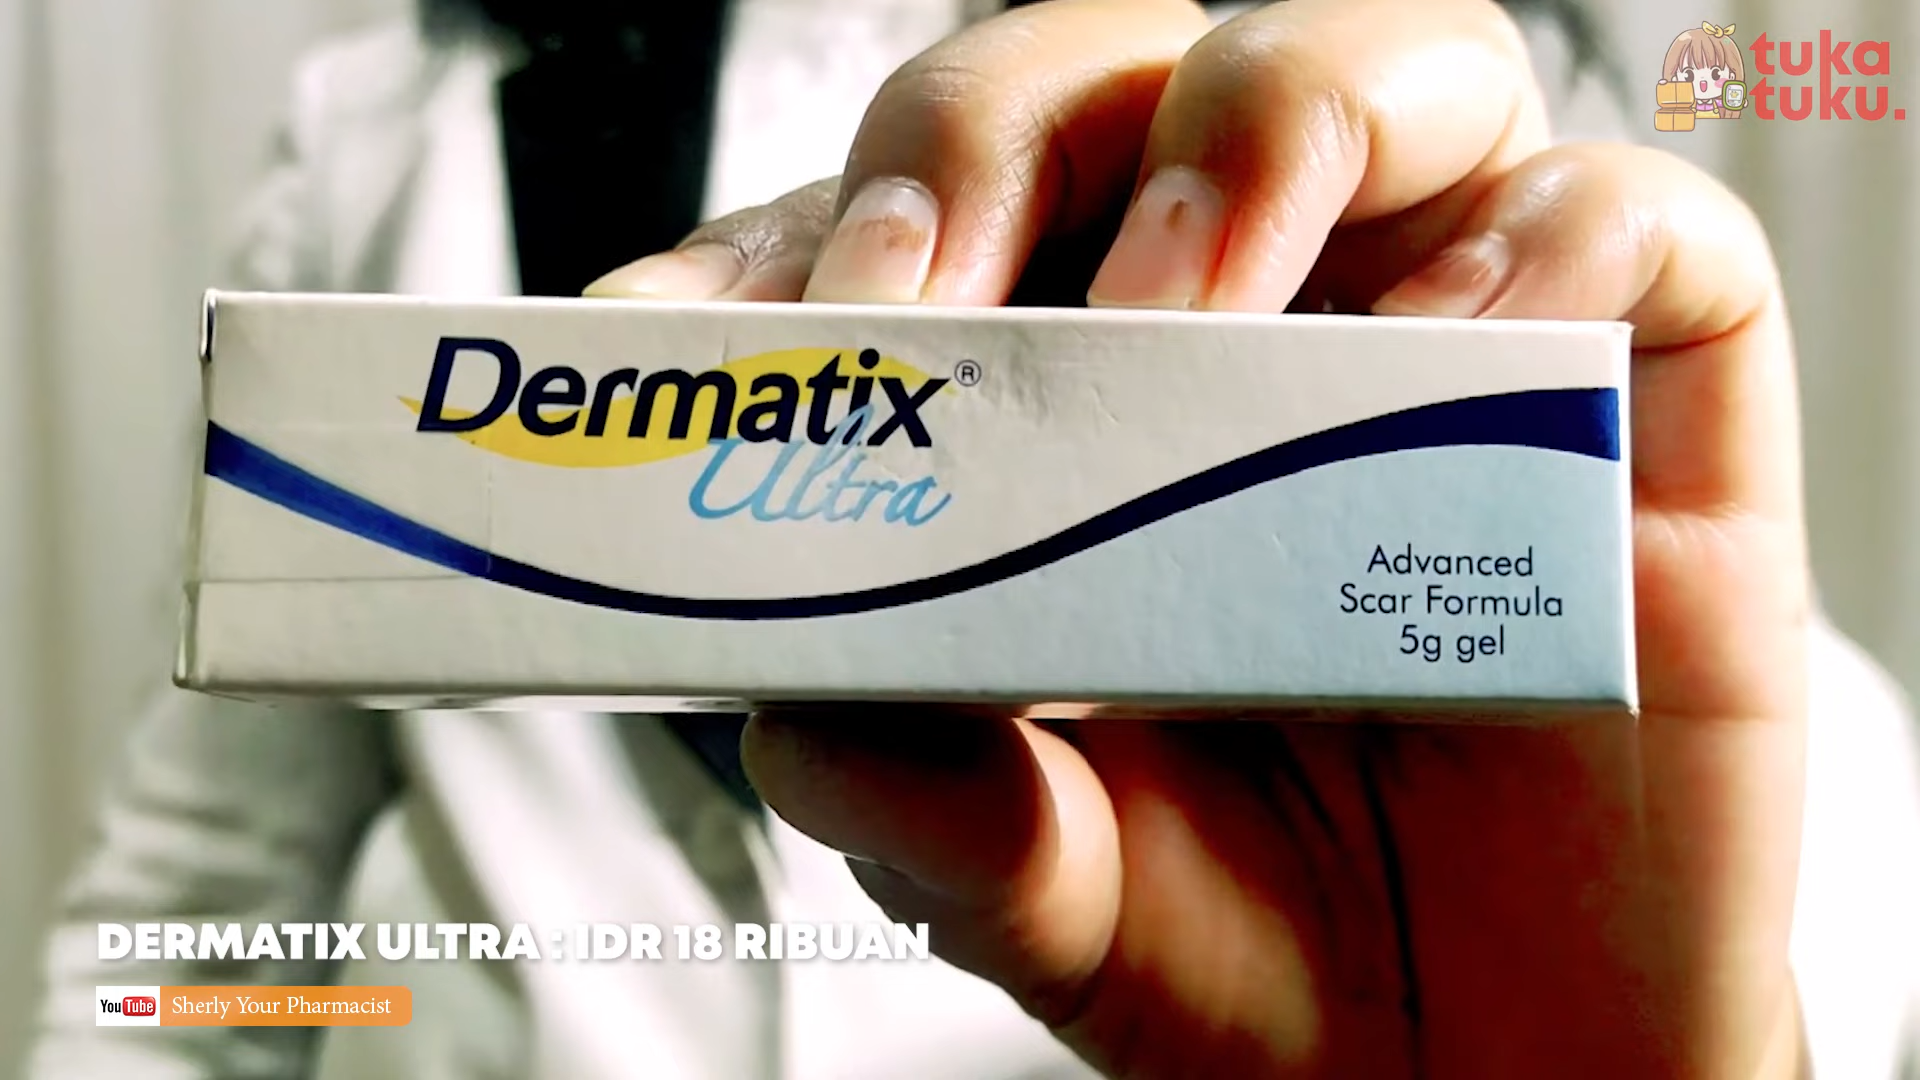 tuka
tuku.
Dermatix®
Ultra
Advanced
Scar Formula
5g gel
DERMATIX ULTRA : IDR 18 RIBUAN
YouTube Sherly Your Pharmacist